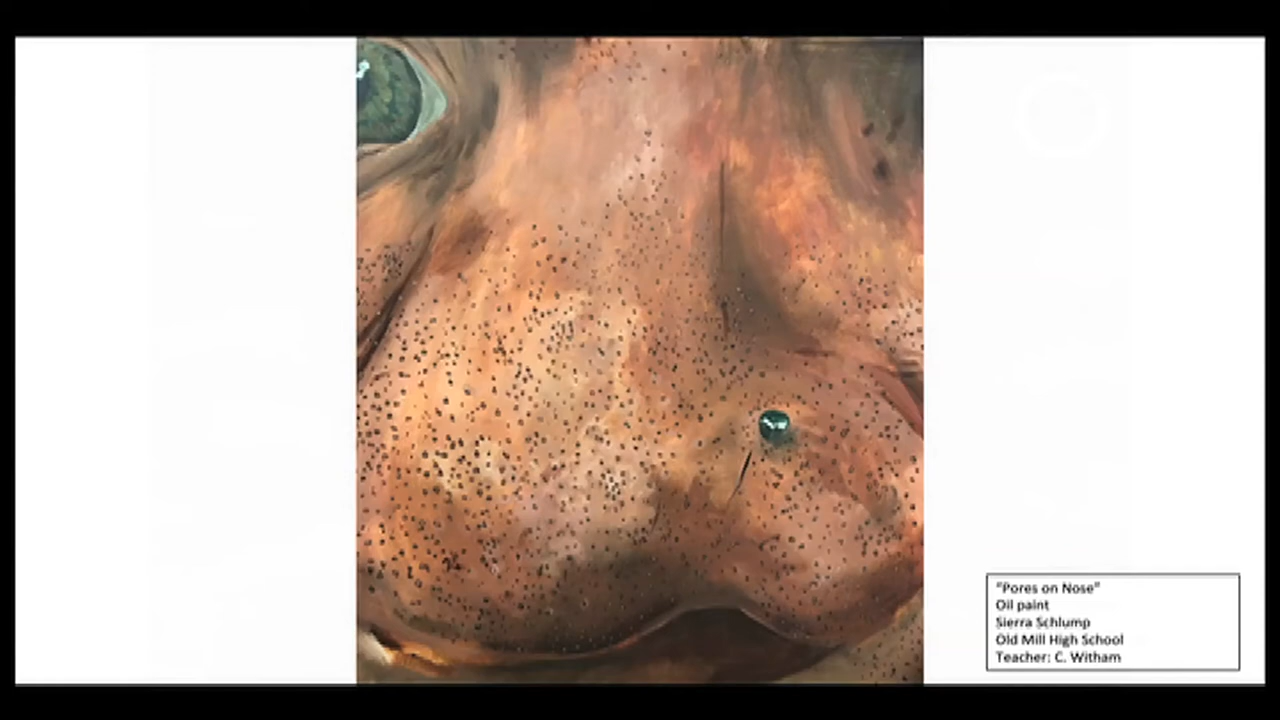 "Pores on Nose"
Oil paint
Sierra Schlump
Old Mill High School
Teacher: C. Witham